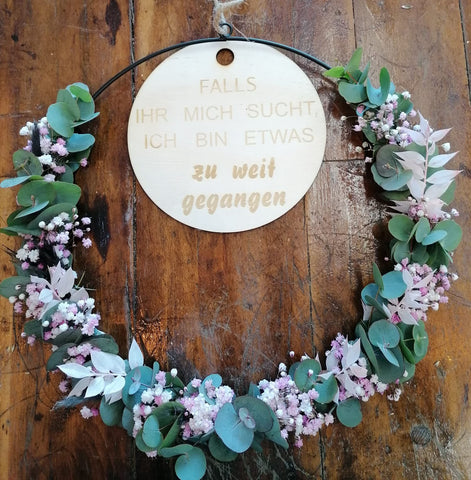 FALLS
IHR MICH SUCHT,
ICH BIN ETWAS
zu weit
gegangen